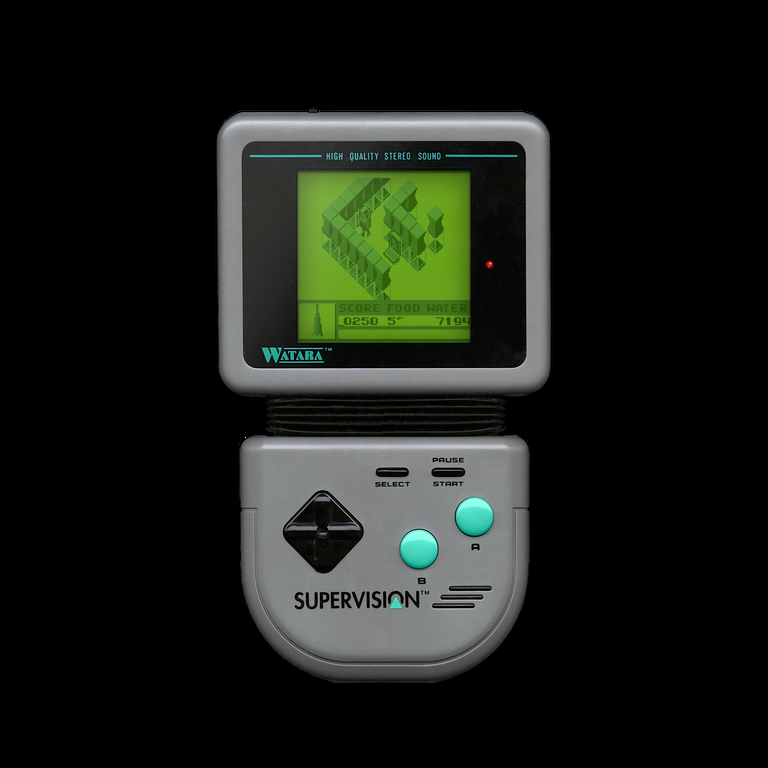 HIGH QUALITY STEREO SOUND
SCORE FOOD WATER
0250 5 7194
WATARA™
PAUSE
SELECT START
A
B
SUPERVISION™